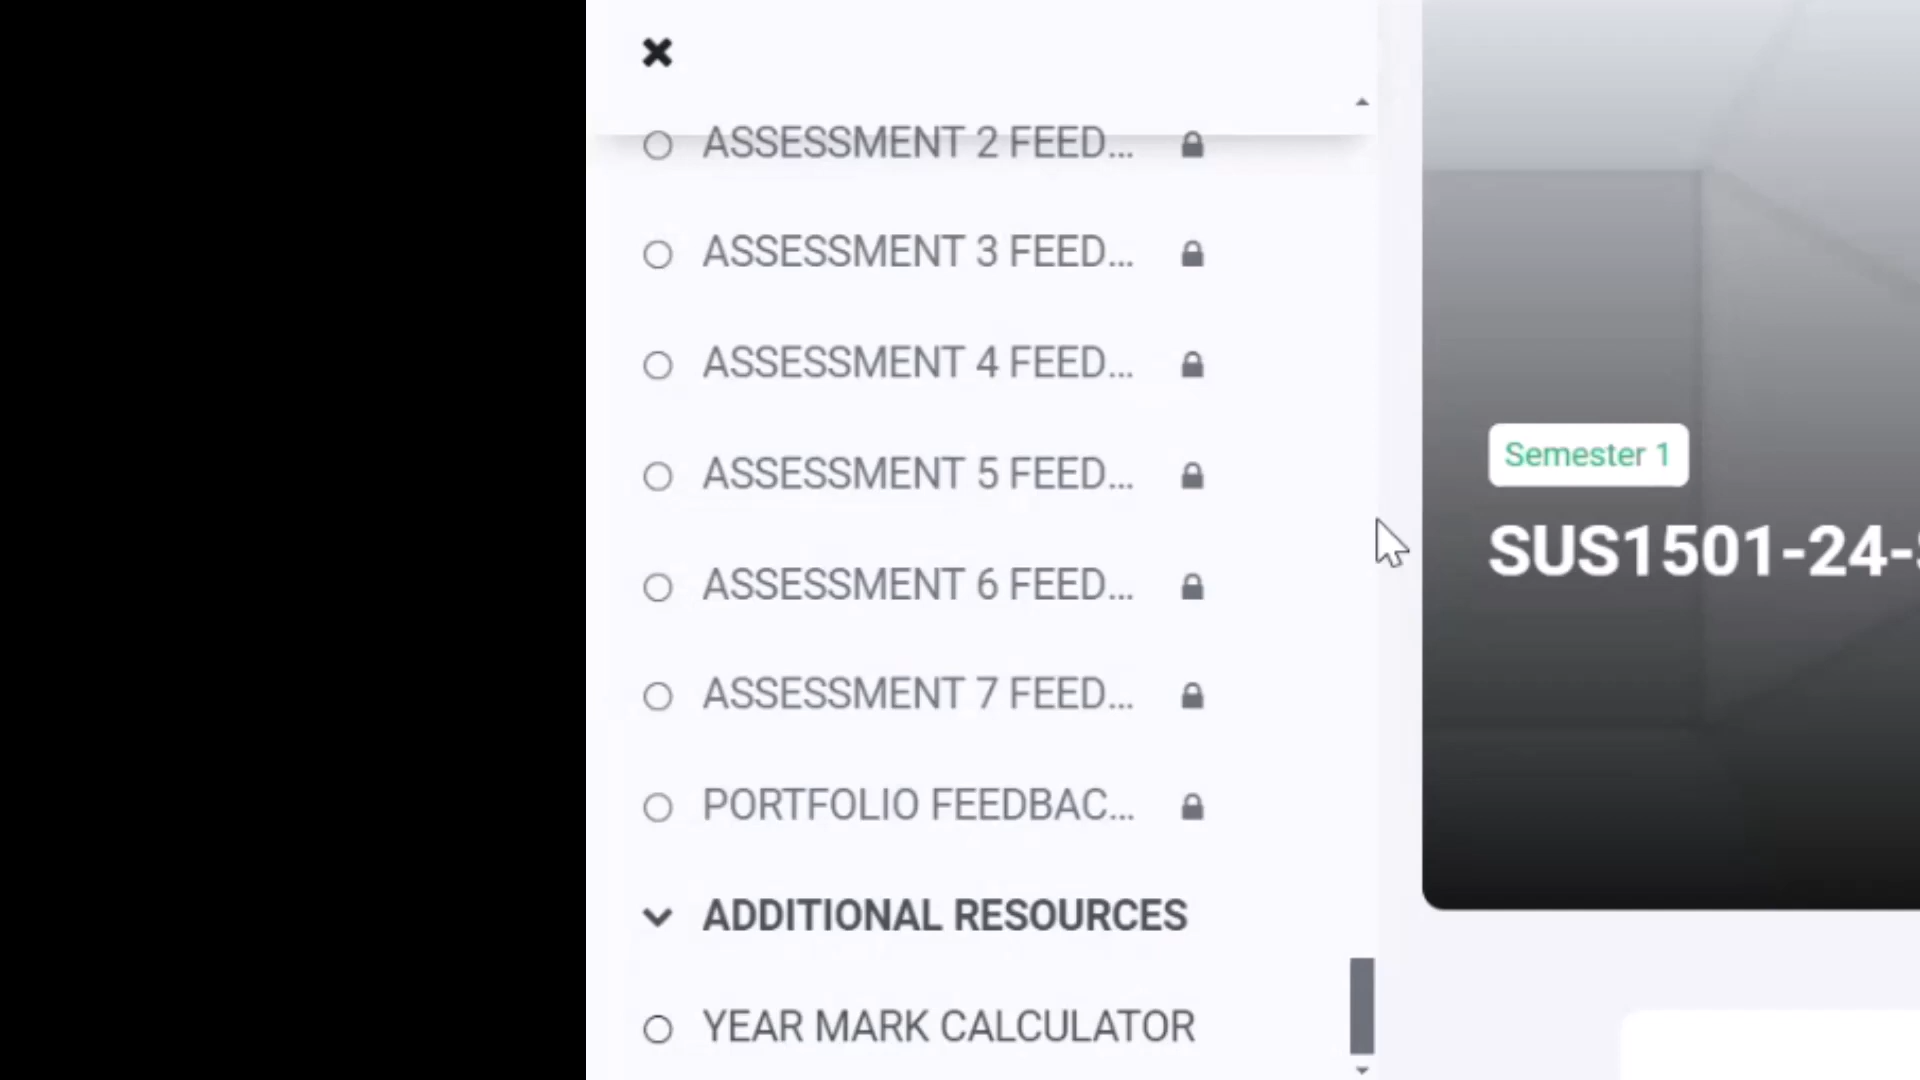 ASSESSMENT 2 FEED...
ASSESSMENT 3 FEED...
ASSESSMENT 4 FEED...
ASSESSMENT 5 FEED...
ASSESSMENT 6 FEED...
ASSESSMENT 7 FEED...
PORTFOLIO FEEDBAC...
ADDITIONAL RESOURCES
YEAR MARK CALCULATOR
Semester 1
SUS1501-24-S